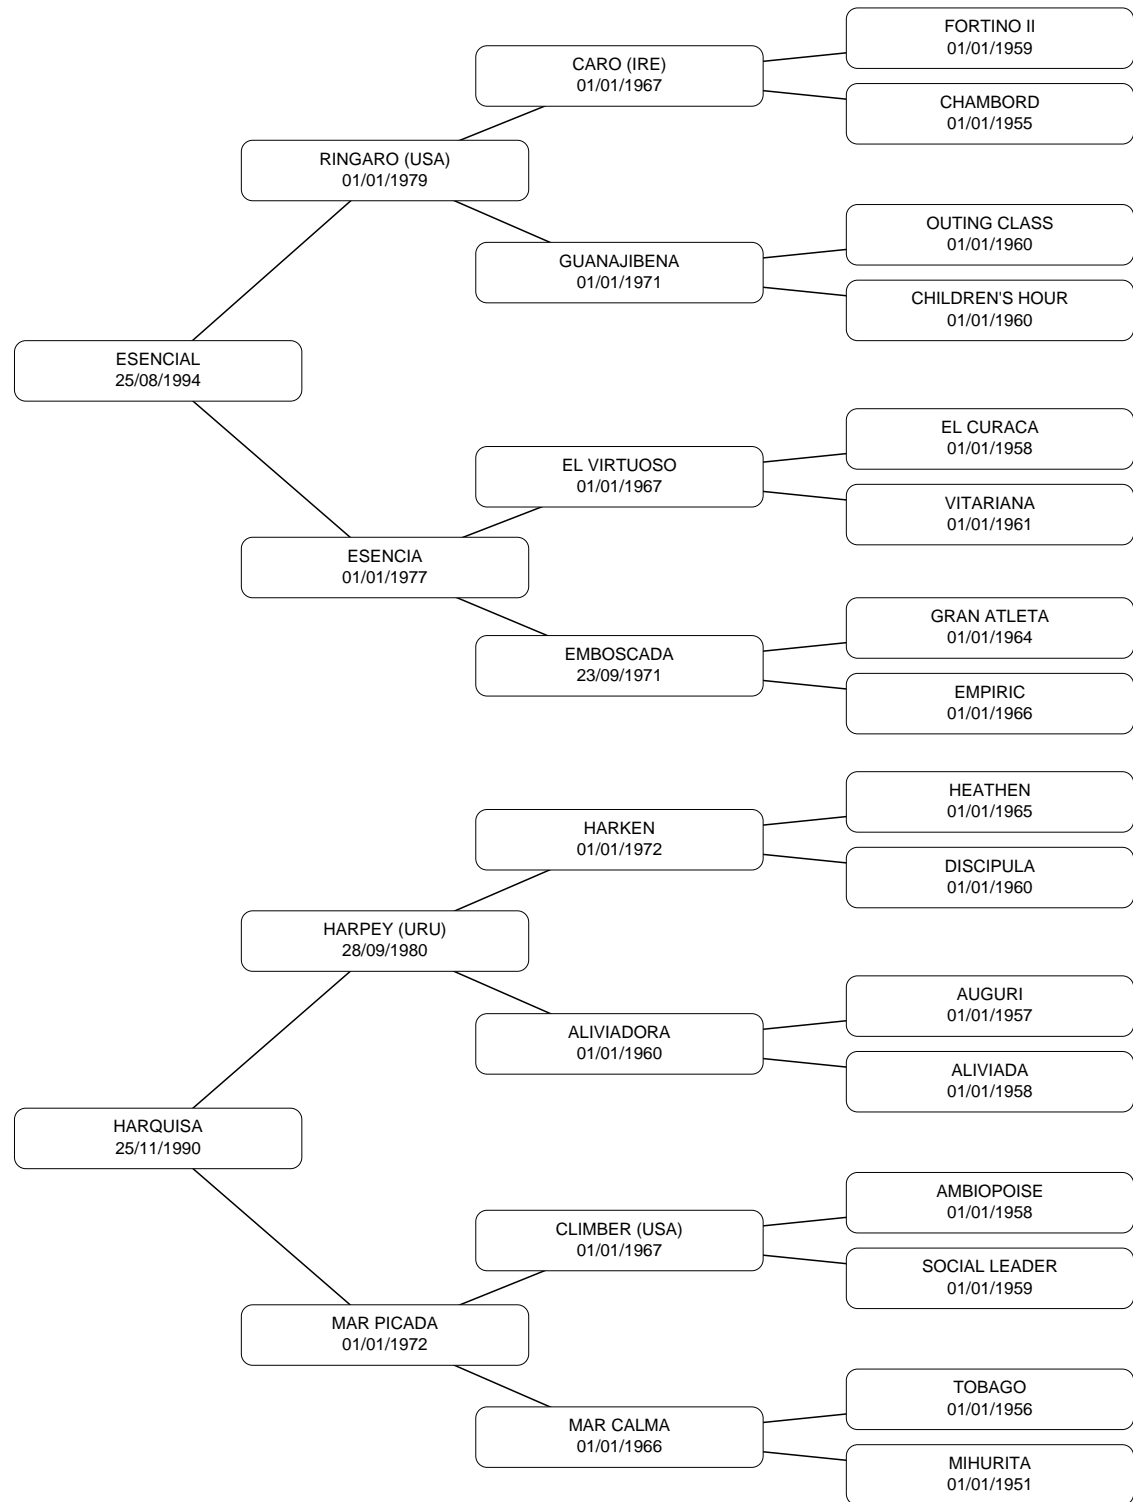 FORTINO II
01/01/1959
CARO (IRE)
01/01/1967
CHAMBORD
01/01/1955
RINGARO (USA)
01/01/1979
OUTING CLASS
01/01/1960
GUANAJIBENA
01/01/1971
CHILDREN'S HOUR
01/01/1960
ESENCIAL
25/08/1994
EL CURACA
01/01/1958
EL VIRTUOSO
01/01/1967
VITARIANA
01/01/1961
ESENCIA
01/01/1977
GRAN ATLETA
01/01/1964
EMBOSCADA
23/09/1971
EMPIRIC
01/01/1966
HEATHEN
01/01/1965
HARKEN
01/01/1972
DISCIPULA
01/01/1960
HARPEY (URU)
28/09/1980
AUGURI
01/01/1957
ALIVIADORA
01/01/1960
ALIVIADA
01/01/1958
HARQUISA
25/11/1990
AMBIOPOISE
01/01/1958
CLIMBER (USA)
01/01/1967
SOCIAL LEADER
01/01/1959
MAR PICADA
01/01/1972
TOBAGO
01/01/1956
MAR CALMA
01/01/1966
MIHURITA
01/01/1951